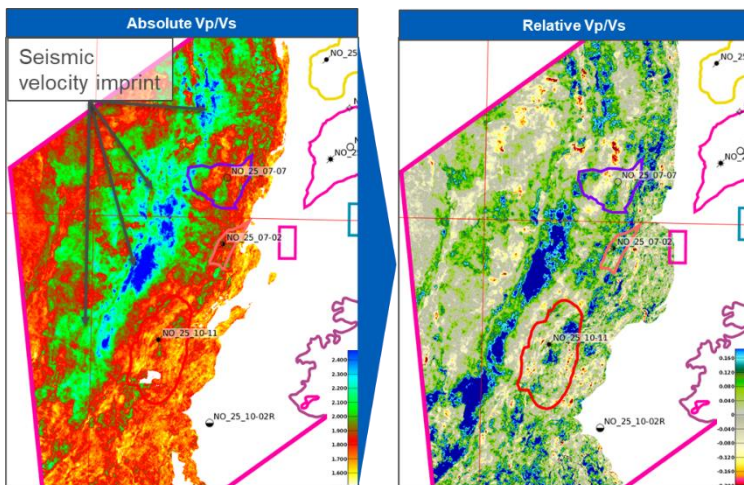 Absolute Vp/Vs
Relative Vp/Vs
Seismic
velocity imprint
NO_25_07-07
NO_25_07-02
NO_25_10-11
NO_25_10-02R
2.400
2.300
2.200
2.100
2.000
1.900
1.800
1.700
1.600
NO_25_07-07
NO_25_07-02
NO_25_10-11
NO_25_10-02R
0.160
0.120
0.080
0.040
0.000
-0.040
-0.080
-0.120
-0.160